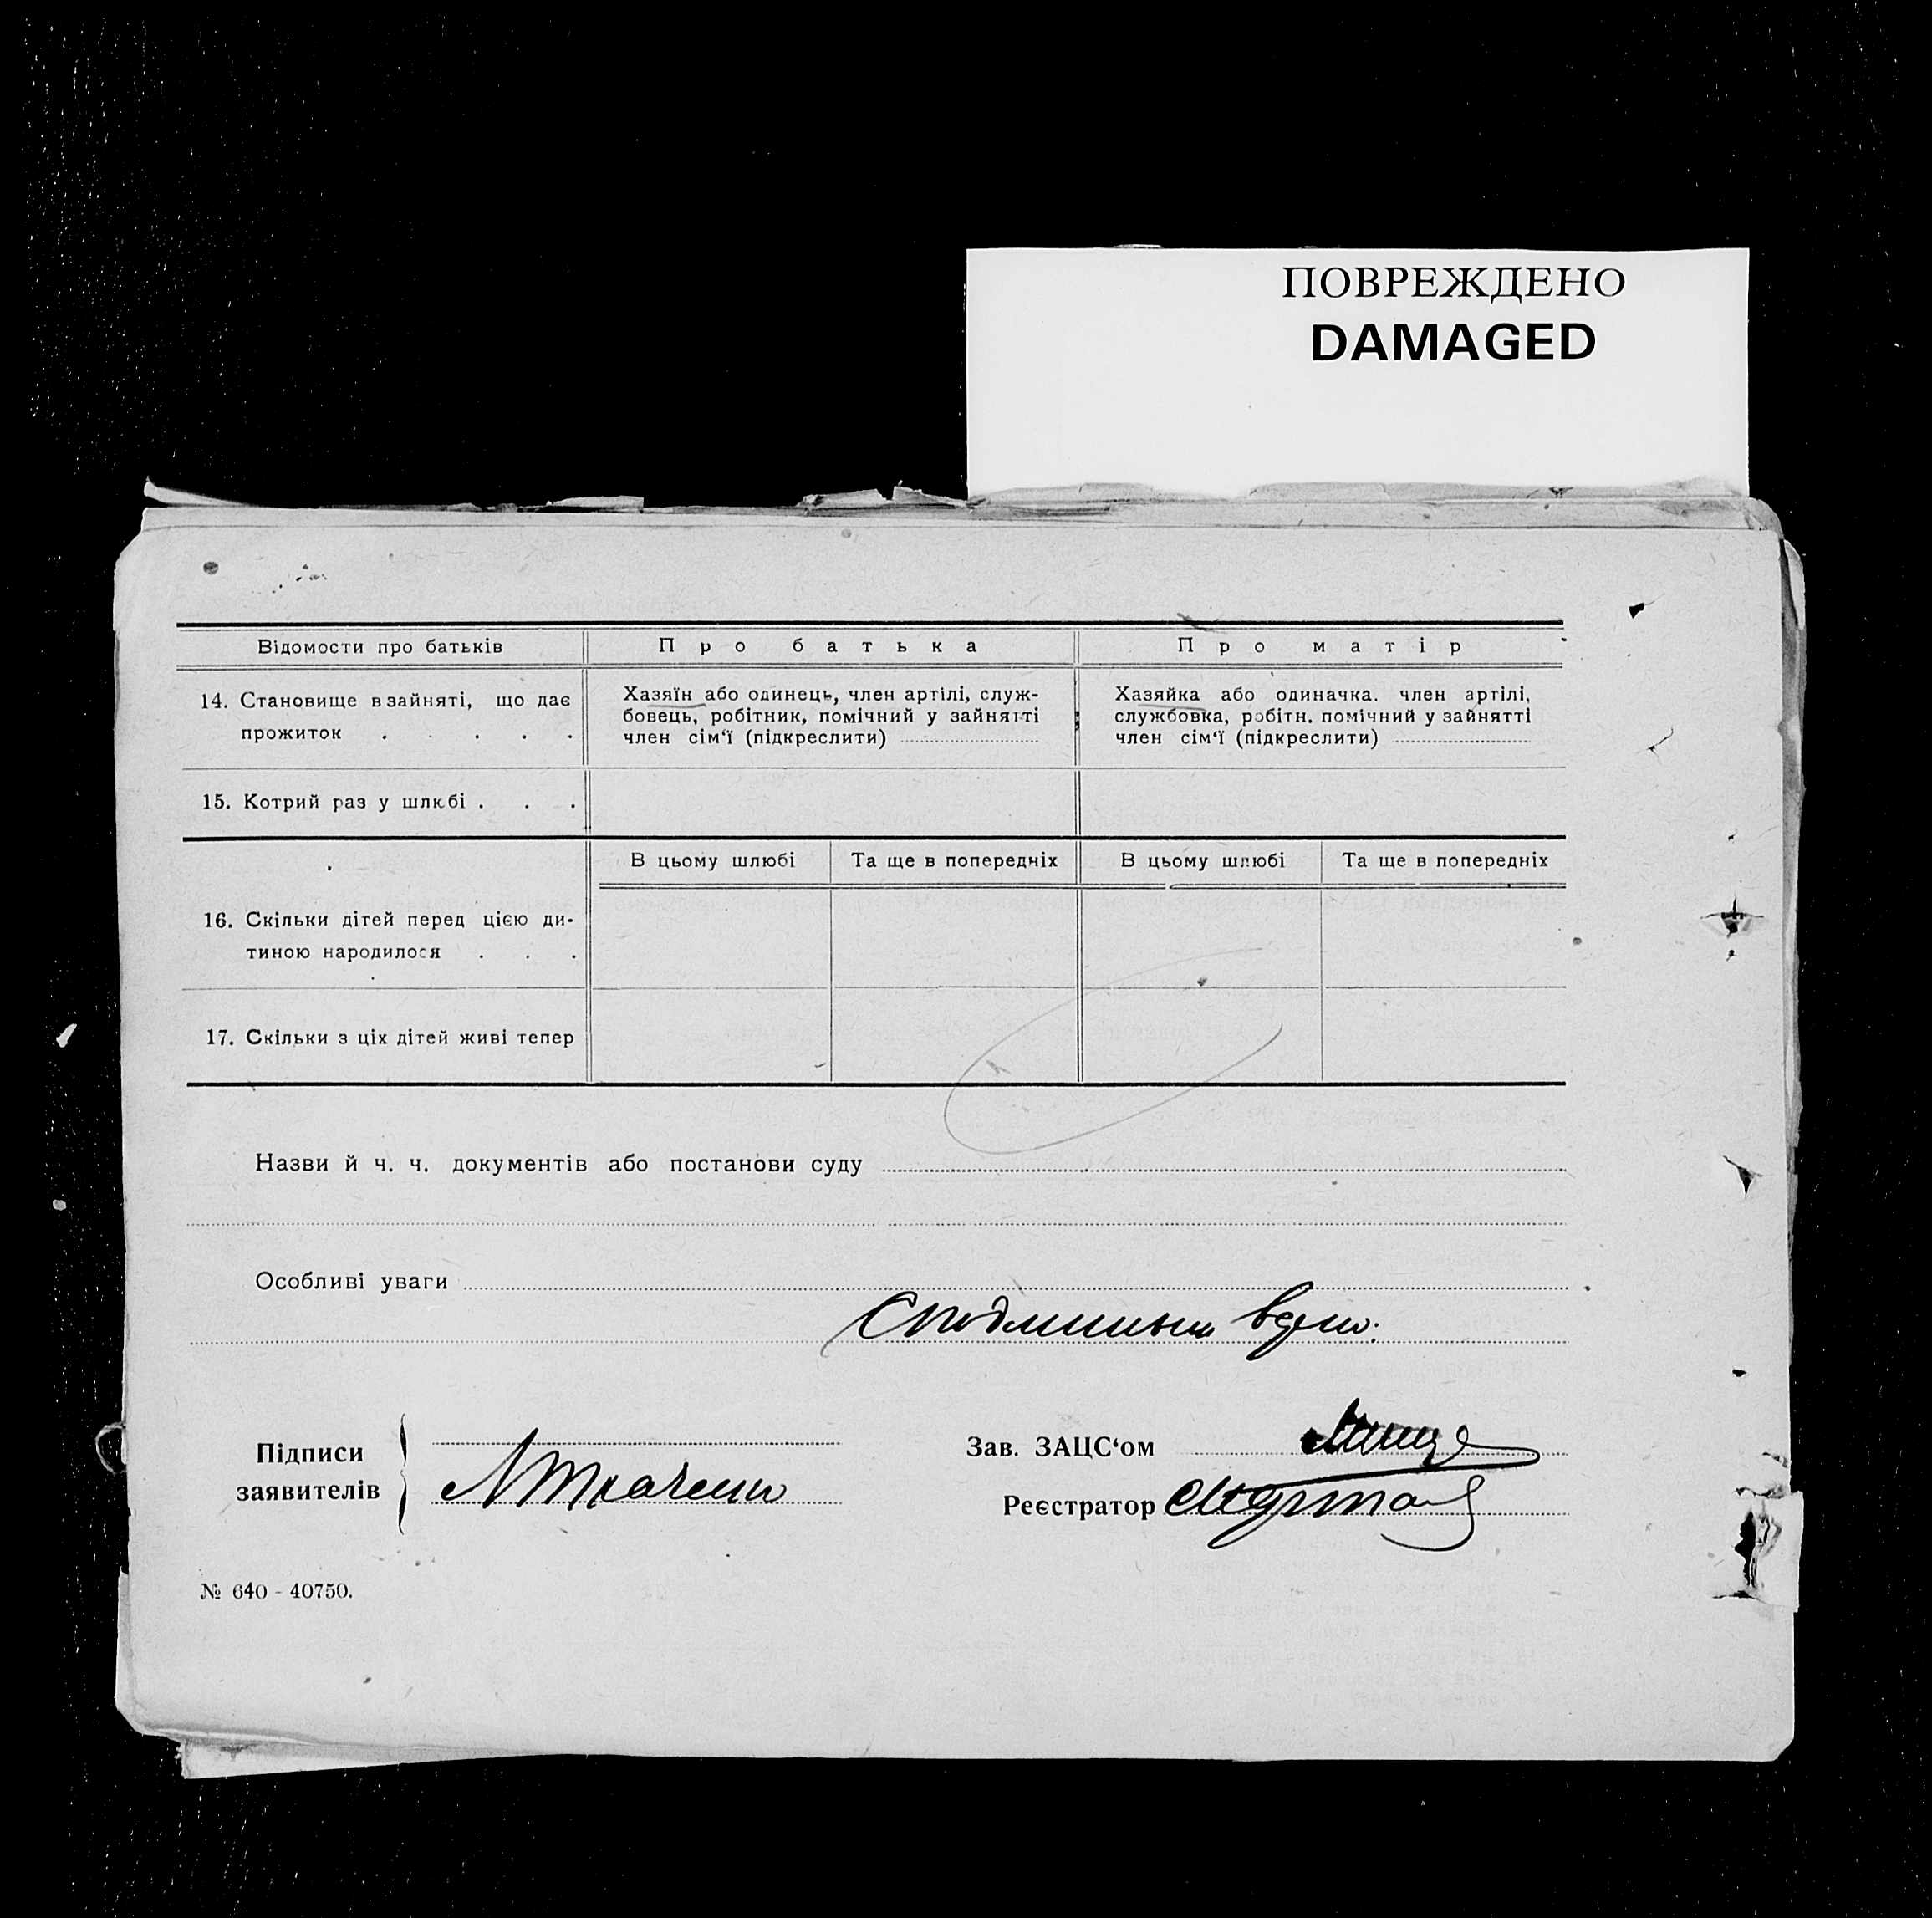 ПОВРЕЖДЕНО
DAMAGED
Відомости про батьків
Про батька
Про матір
14. Становище в зайняті, що дає
прожиток . . . . .
Хазяїн або одинець, член артілі, служ-
бовець, робітник, помічний у зайнятті
член сім‘ї (підкреслити)
Хазяйка або одиначка. член артілі,
службовка, робітн. помічний у зайнятті
член сім‘ї (підкреслити)
15. Котрий раз у шлюбі . . .
В цьому шлюбі
Та ще в попередніх
В цьому шлюбі
Та ще в попередніх
16. Скільки дітей перед цією ди-
тиною народилося . . .
17. Скільки з ціх дітей живі тепер
Назви й ч. ч. документів або постанови суду
Особливі уваги
Підписи
заявителів
Зав. ЗАЦС‘ом
Реєстратор
№ 640 - 40750.